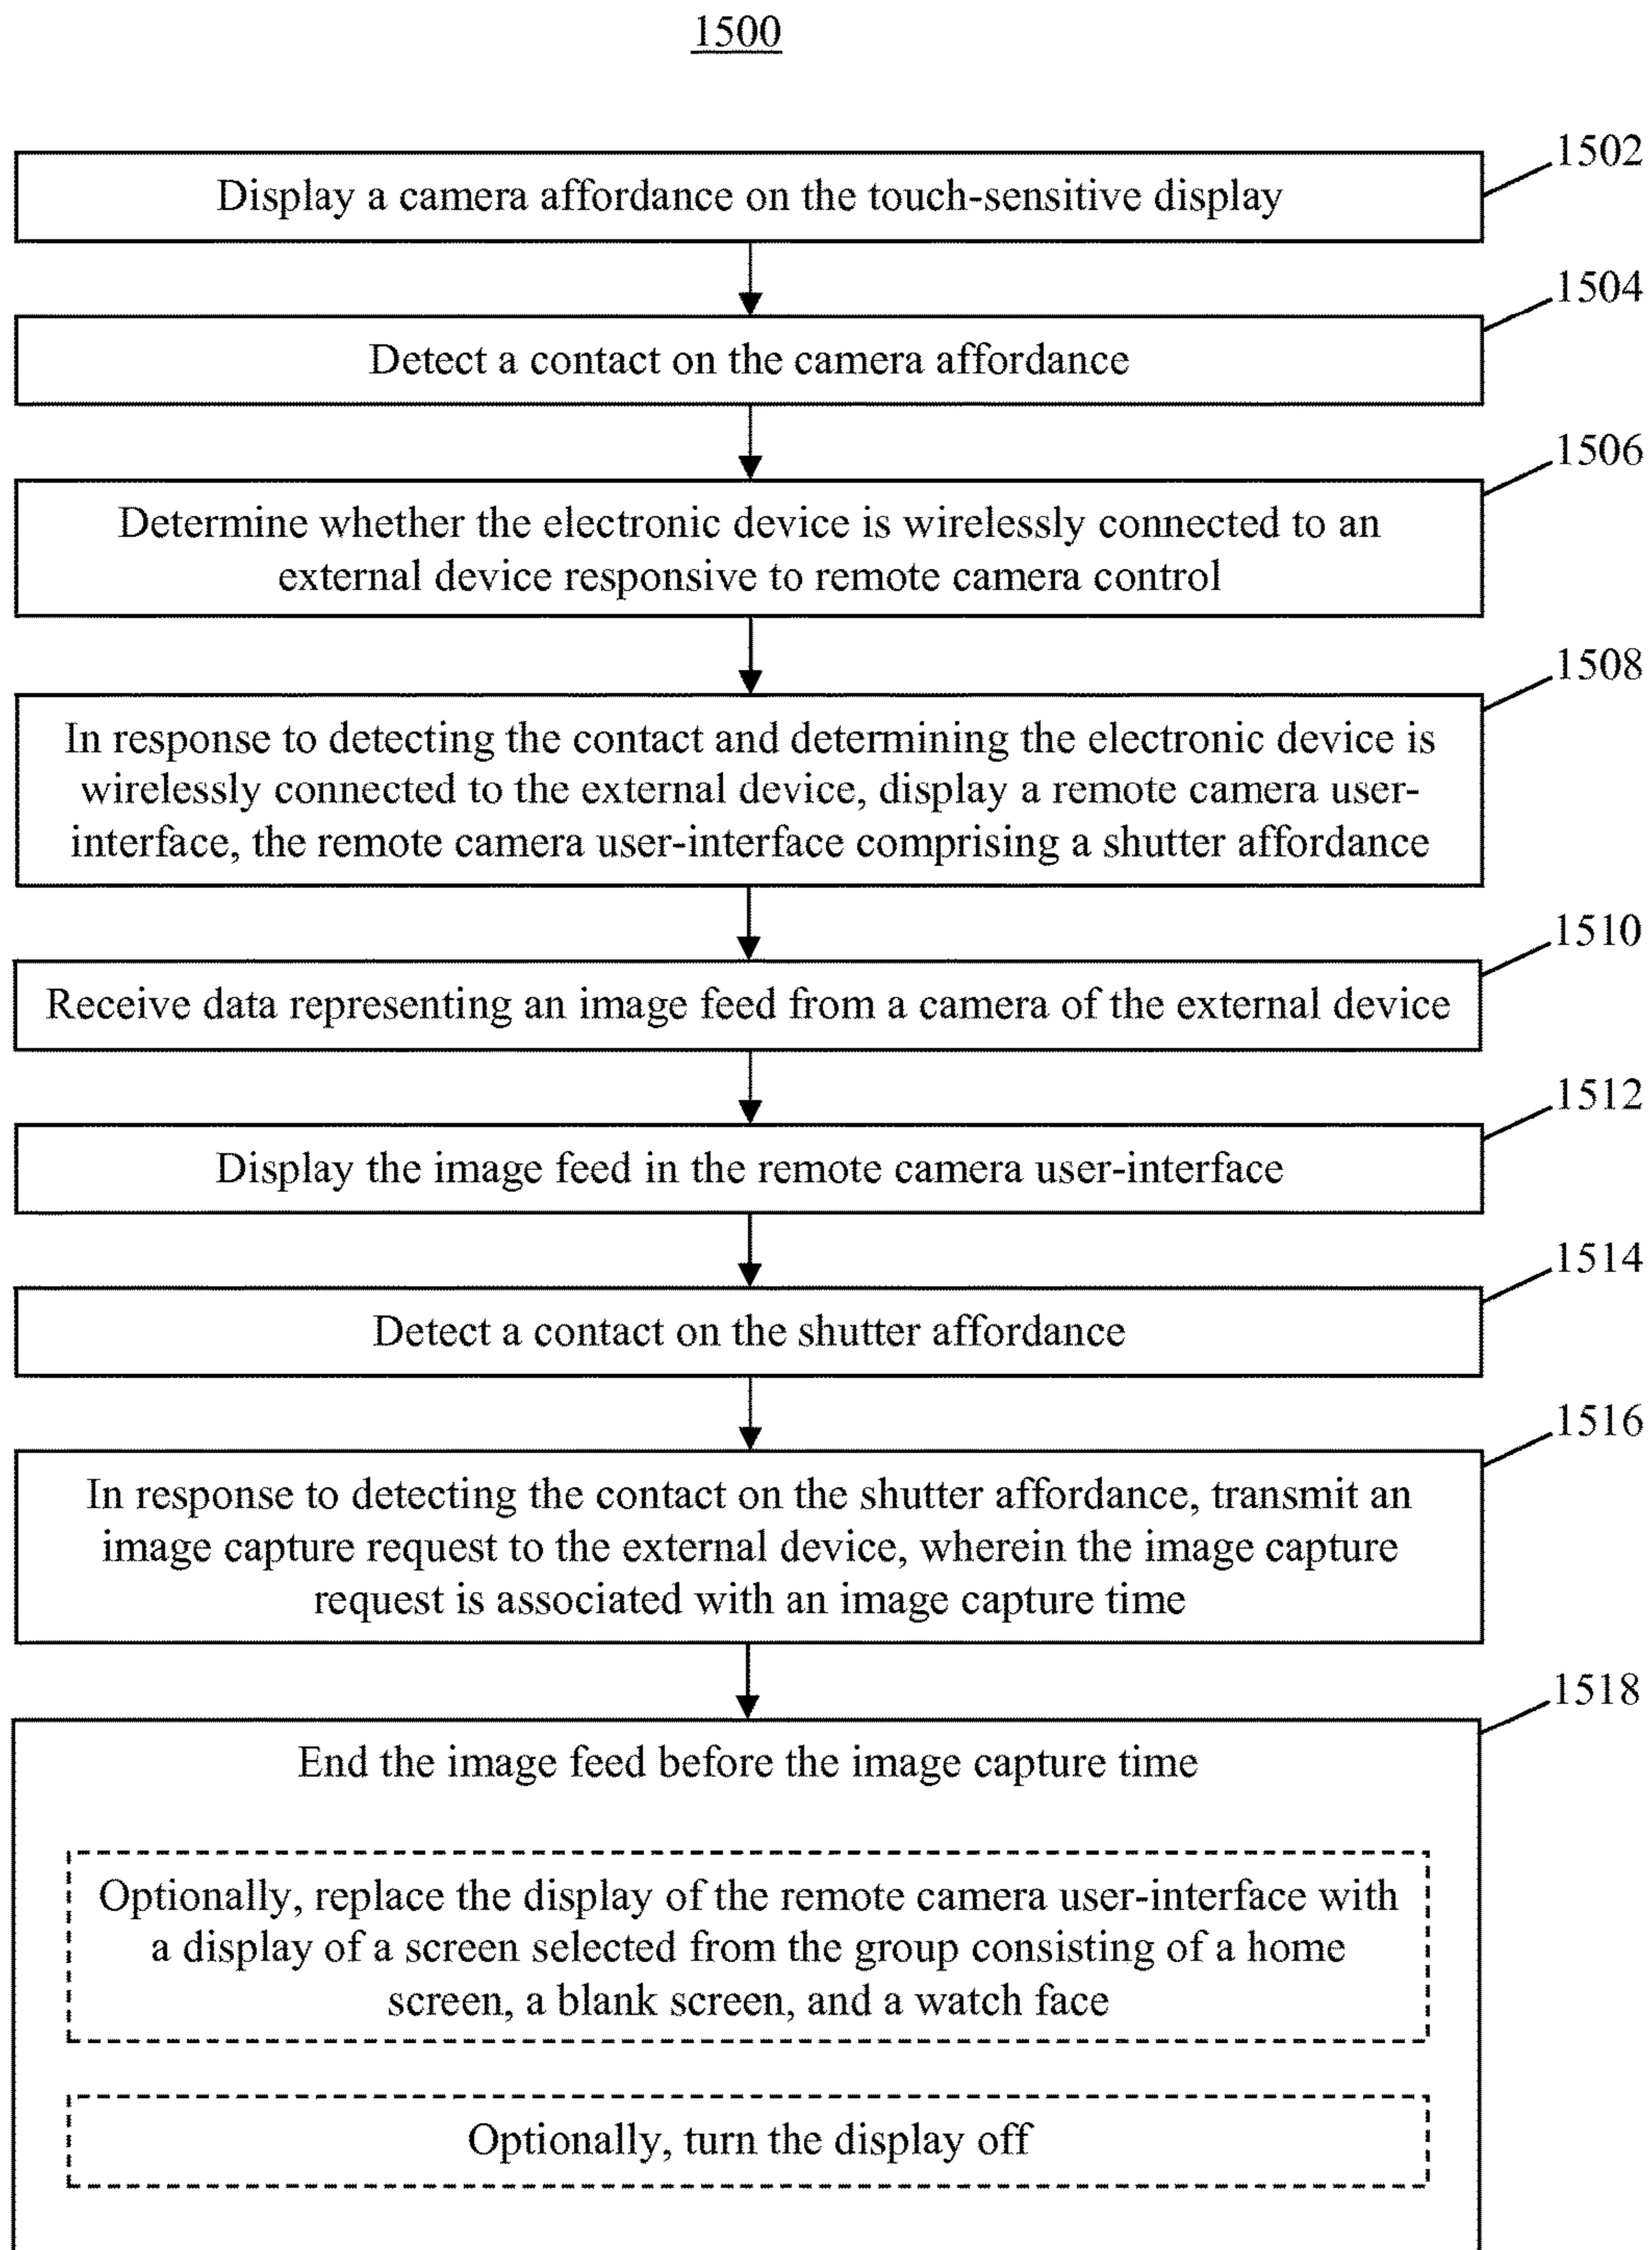 1500
1502
Display a camera affordance on the touch-sensitive display
1504
Detect a contact on the camera affordance
1506
Determine whether the electronic device is wirelessly connected to an
external device responsive to remote camera control
1508
In response to detecting the contact and determining the electronic device is
wirelessly connected to the external device, display a remote camera user-
interface, the remote camera user-interface comprising a shutter affordance
1510
Receive data representing an image feed from a camera of the external device
1512
Display the image feed in the remote camera user-interface
1514
Detect a contact on the shutter affordance
1516
In response to detecting the contact on the shutter affordance, transmit an
image capture request to the external device, wherein the image capture
request is associated with an image capture time
1518
End the image feed before the image capture time
Optionally, replace the display of the remote camera user-interface with
a display of a screen selected from the group consisting of a home
screen, a blank screen, and a watch face
Optionally, turn the display off